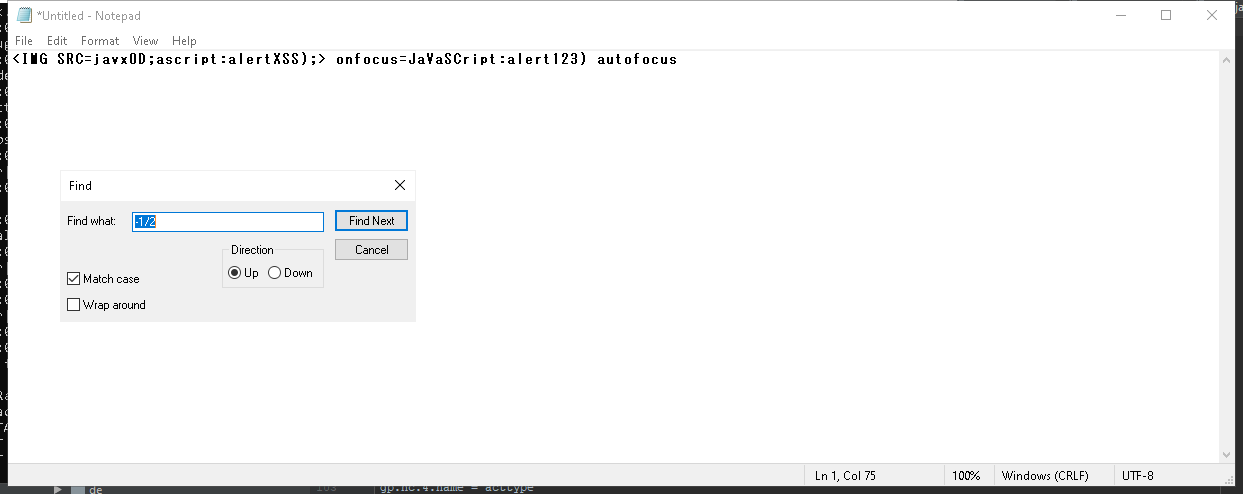 *Untitled - Notepad
File Edit Format View Help
<IMG SRC=javxOD;ascript:alertXSS);> onfocus=JaVaSCript:alert123) autofocus
Find
Find what: -1/2 Find Next
Direction Cancel
Up Down
Match case
Wrap around
Ln 1, Col 75 100% Windows (CRLF) UTF-8
de gp.nc.4.name = acctype